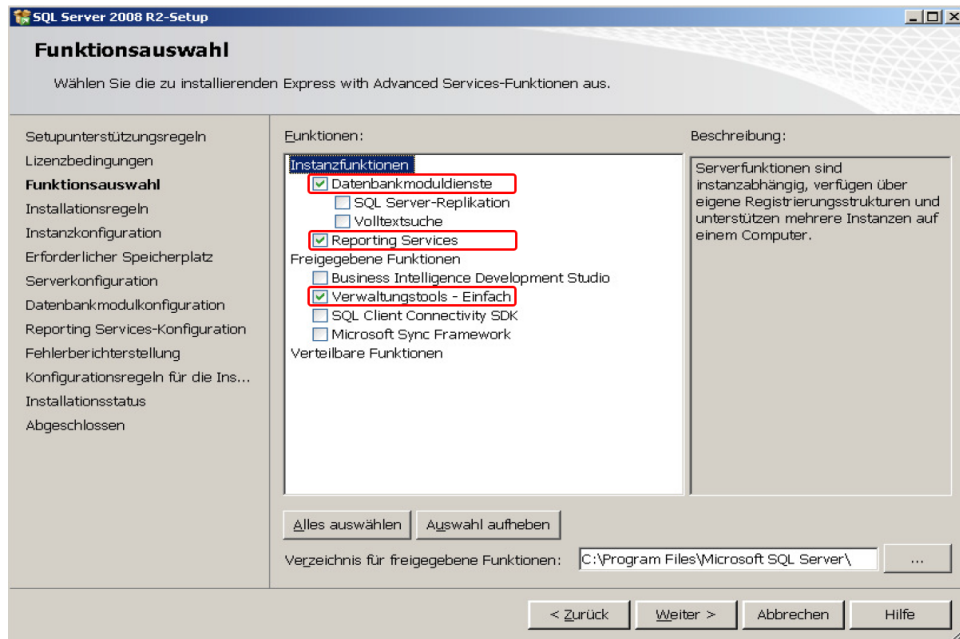 SQL Server 2008 R2-Setup
Funktionsauswahl
Wählen Sie die zu installierenden Express with Advanced Services-Funktionen aus.
Setupunterstützungsregeln
Lizenzbedingungen
Funktionsauswahl
Installationsregeln
Instanzkonfiguration
Erforderlicher Speicherplatz
Serverkonfiguration
Datenbankmodulkonfiguration
Reporting Services-Konfiguration
Fehlerberichterstellung
Konfigurationsregeln für die Ins...
Installationsstatus
Abgeschlossen
Funktionen:
Instanzfunktionen
Datenbankmoduldienste
SQL Server-Replikation
Volltextsuche
Reporting Services
Freigegebene Funktionen
Business Intelligence Development Studio
Verwaltungstools - Einfach
SQL Client Connectivity SDK
Microsoft Sync Framework
Verteilbare Funktionen
Beschreibung:
Serverfunktionen sind
instanzabhängig, verfügen über
eigene Registrierungsstrukturen und
unterstützen mehrere Instanzen auf
einem Computer.
Alles auswählen
Auswahl aufheben
Verzeichnis für freigegebene Funktionen:
C:\Program Files\Microsoft SQL Server\
...
< Zurück
Weiter >
Abbrechen
Hilfe